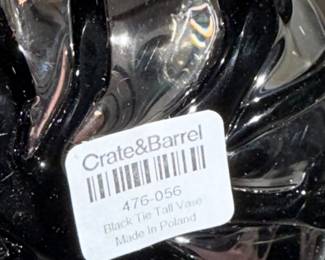 Crate&Barrel
476-056
Black Tie Tall Vase
Made in Poland